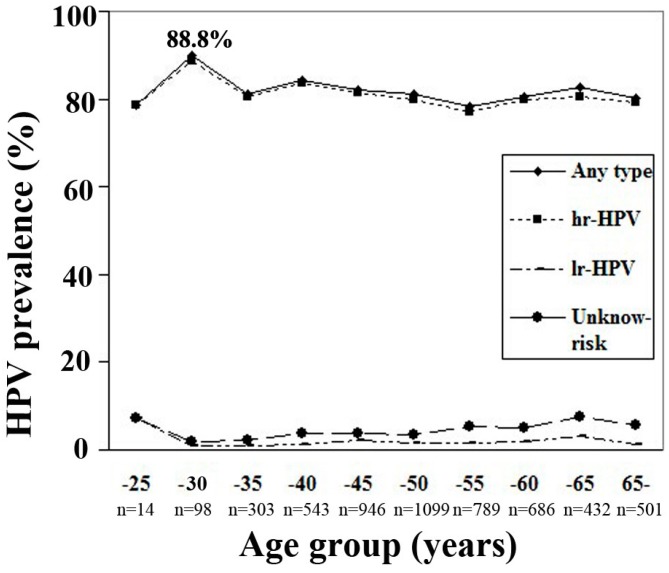 100
88.8%
80
60
40
20
0
HPV prevalence (%)
Any type
hr-HPV
lr-HPV
Unknow-
risk
-25 -30 -35 -40 -45 -50 -55 -60 -65 65-
n=14 n=98 n=303 n=543 n=946 n=1099 n=789 n=686 n=432 n=501
Age group (years)